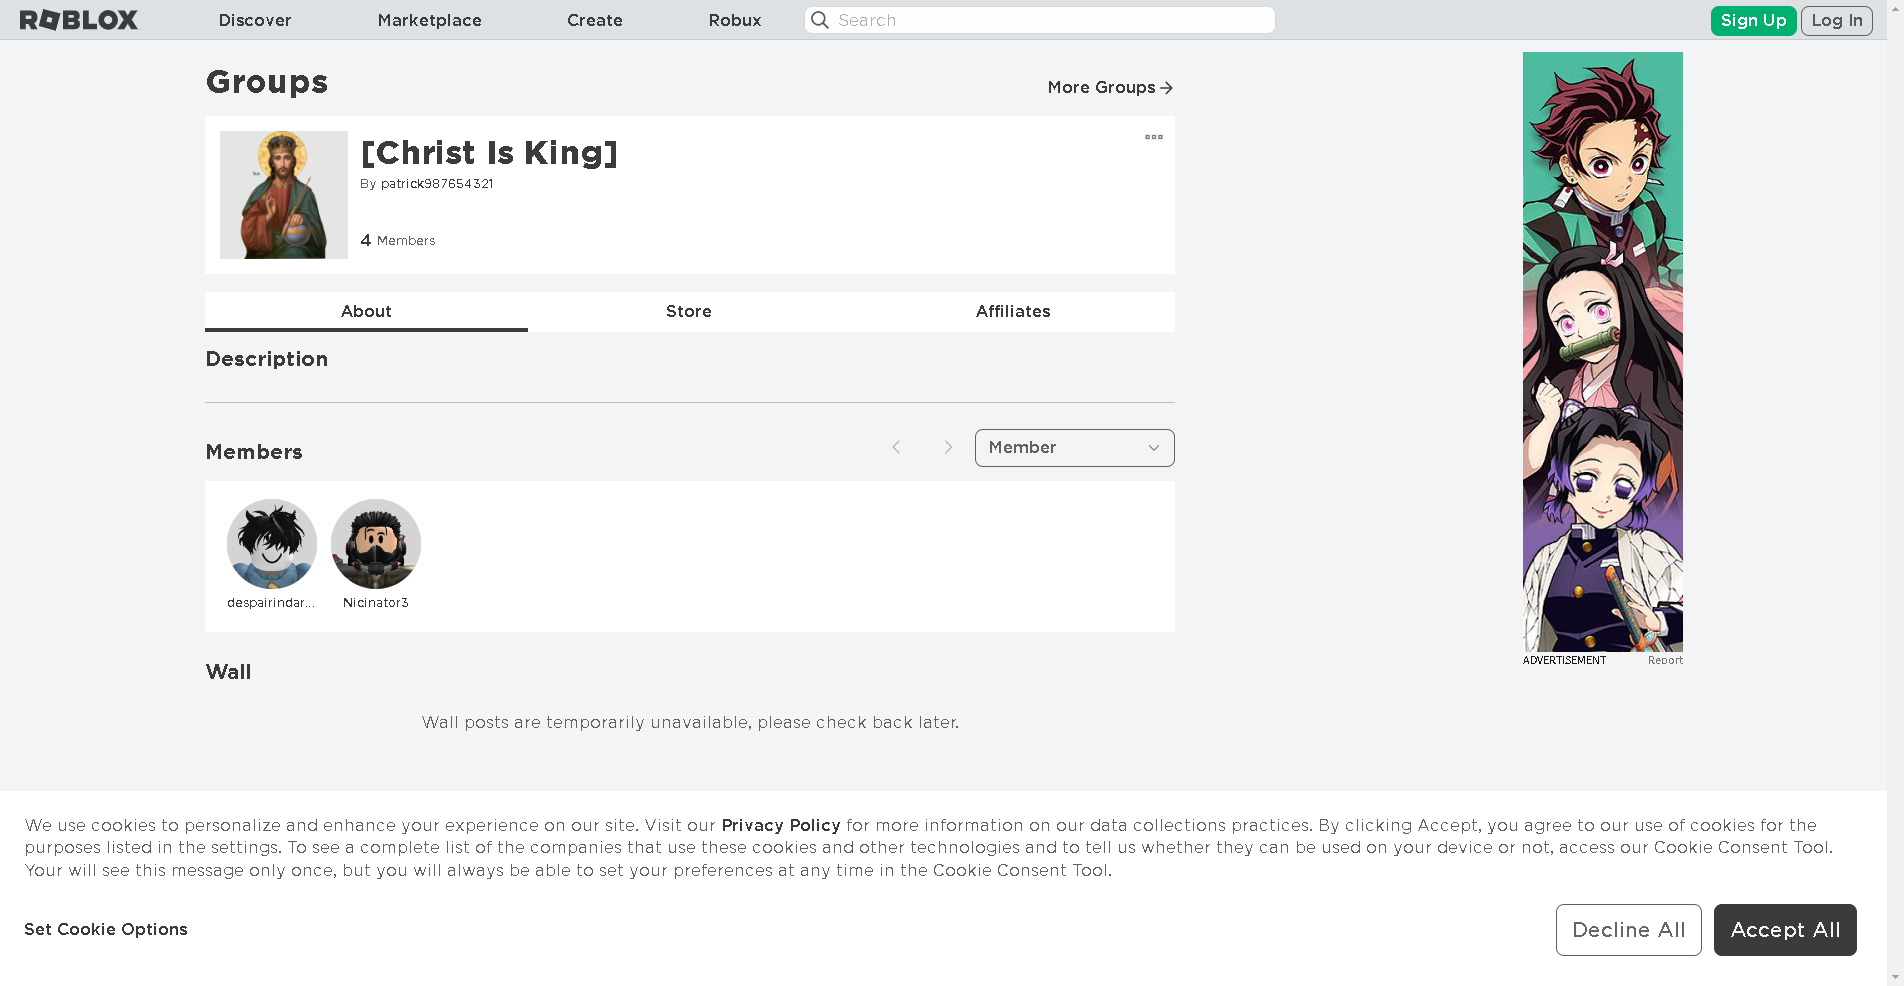 ROBLOX
Discover
Marketplace
Create
Robux
Search
Sign Up
Log In
Groups
More Groups
[Christ Is King]
By patrick987654321
4 Members
About
Store
Affiliates
Description
Members
Member
despairindar...
Nicinator3
Wall
Wall posts are temporarily unavailable, please check back later.
ADVERTISEMENT
Report
We use cookies to personalize and enhance your experience on our site. Visit our Privacy Policy for more information on our data collections practices. By clicking Accept, you agree to our use of cookies for the
purposes listed in the settings. To see a complete list of the companies that use these cookies and other technologies and to tell us whether they can be used on your device or not, access our Cookie Consent Tool.
Your will see this message only once, but you will always be able to set your preferences at any time in the Cookie Consent Tool.
Set Cookie Options
Decline All
Accept All